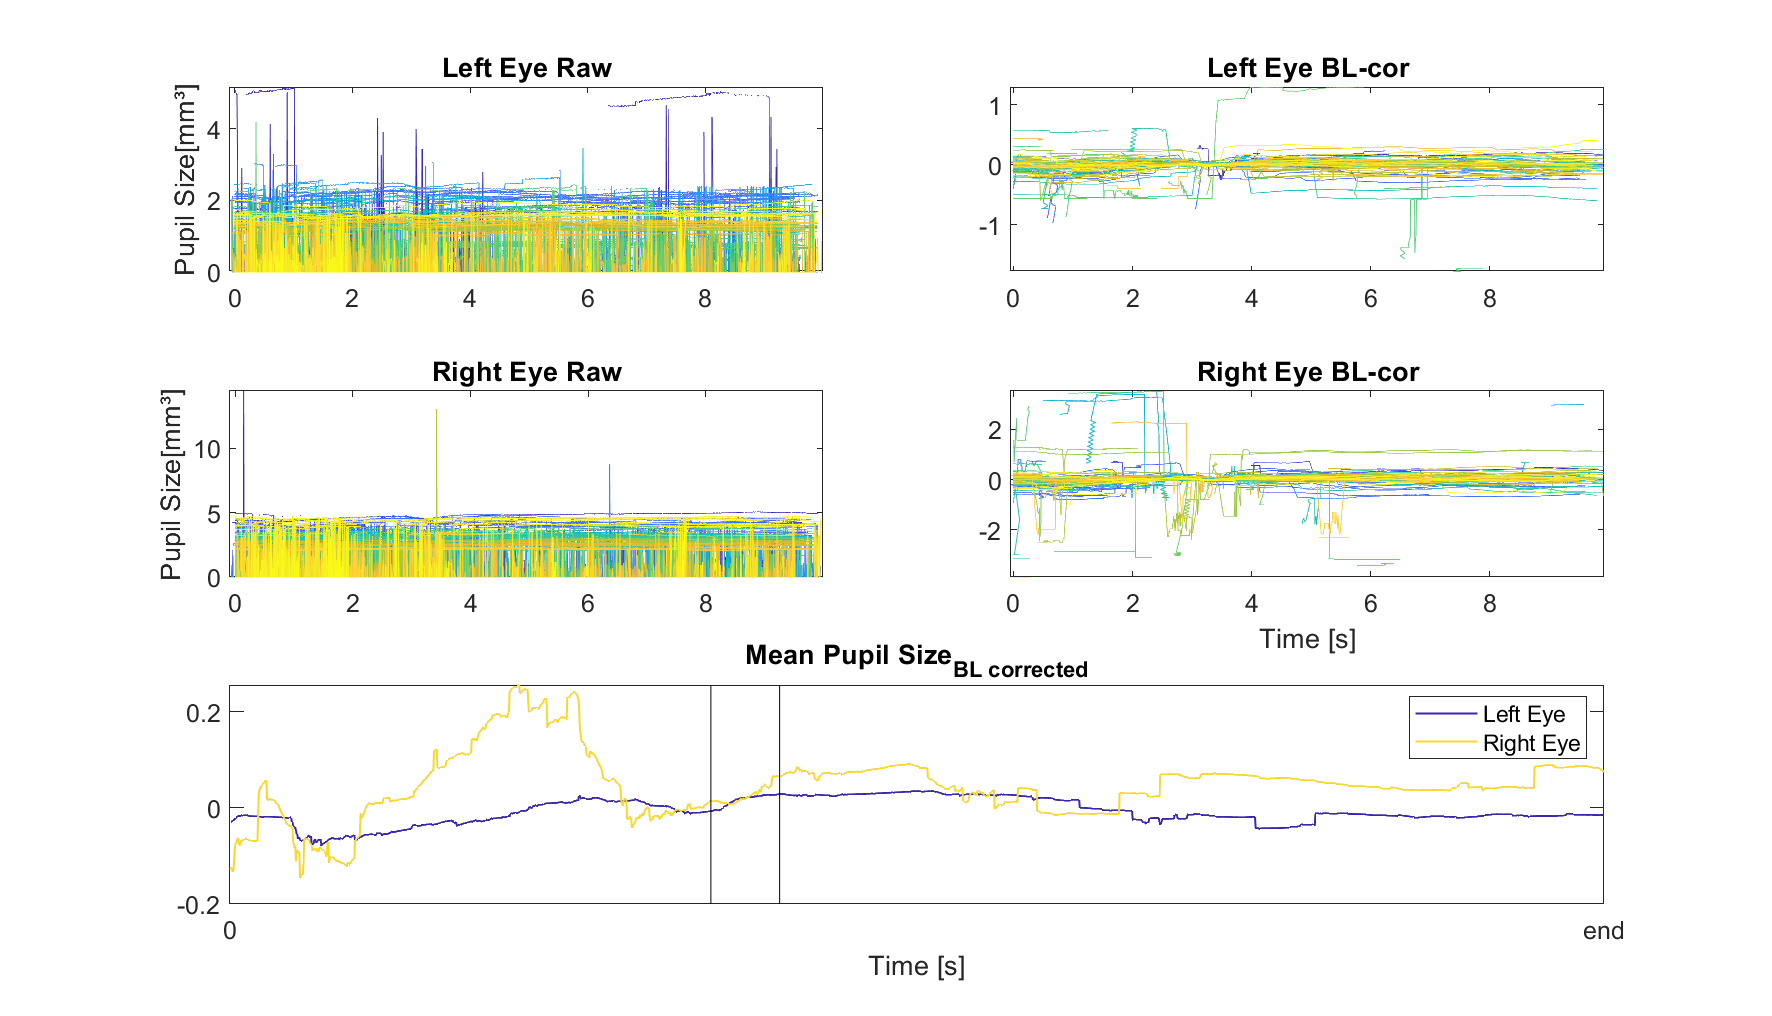 Left Eye Raw
Pupil Size[mm³]
4
2
0
0 2 4 6 8
Left Eye BL-cor
1
0
-1
0 2 4 6 8
Right Eye Raw
Pupil Size[mm³]
10
5
0
0 2 4 6 8
Right Eye BL-cor
2
0
-2
0 2 4 6 8
Time [s]
Mean Pupil Size BL corrected
0.2
0
-0.2
Left Eye
Right Eye
0 end
Time [s]